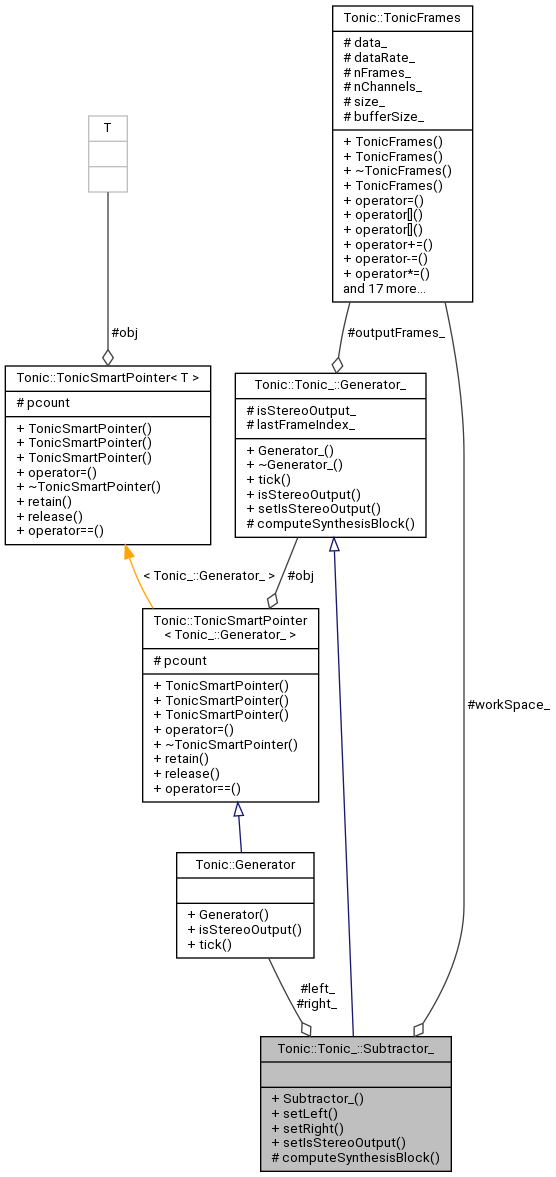 Tonic::TonicFrames
# data_
# dataRate_
# nFrames_
# nChannels_
# size_
# bufferSize_
+ TonicFrames()
+ TonicFrames()
+ ~TonicFrames()
+ TonicFrames()
+ operator=()
+ operator[]()
+ operator[]()
+ operator+=()
+ operator-=()
+ operator*=()
and 17 more...
T
#obj
#outputFrames_
Tonic::TonicSmartPointer< T >
# pcount
+ TonicSmartPointer()
+ TonicSmartPointer()
+ TonicSmartPointer()
+ operator=()
+ ~TonicSmartPointer()
+ retain()
+ release()
+ operator==()
Tonic::Tonic_::Generator_
# isStereoOutput_
# lastFrameIndex_
+ Generator_()
+ ~Generator_()
+ tick()
+ isStereoOutput()
+ setIsStereoOutput()
# computeSynthesisBlock()
< Tonic_::Generator_ >
#obj
Tonic::TonicSmartPointer
< Tonic_::Generator_ >
# pcount
+ TonicSmartPointer()
+ TonicSmartPointer()
+ TonicSmartPointer()
+ operator=()
+ ~TonicSmartPointer()
+ retain()
+ release()
+ operator==()
#workSpace_
Tonic::Generator
+ Generator()
+ isStereoOutput()
+ tick()
#left_
#right_
Tonic::Tonic_::Subtractor_
+ Subtractor_()
+ setLeft()
+ setRight()
+ setIsStereoOutput()
# computeSynthesisBlock()